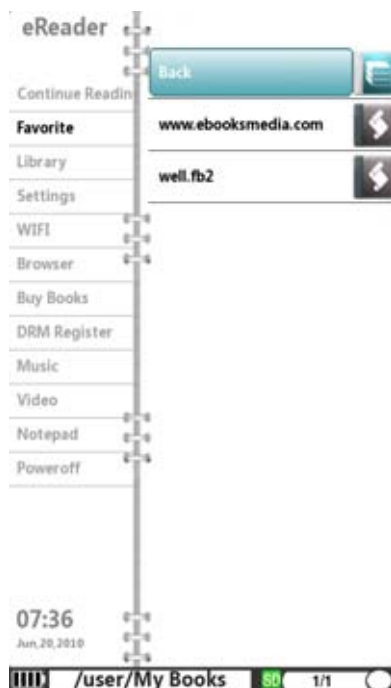 eReader
Continue Readin
Favorite
Library
Settings
WIFI
Browser
Buy Books
DRM Register
Music
Video
Notepad
Poweroff
07:36
Jun,20,2010
Back
www.ebooksmedia.com
well.fb2
/user/My Books
SD
1/1